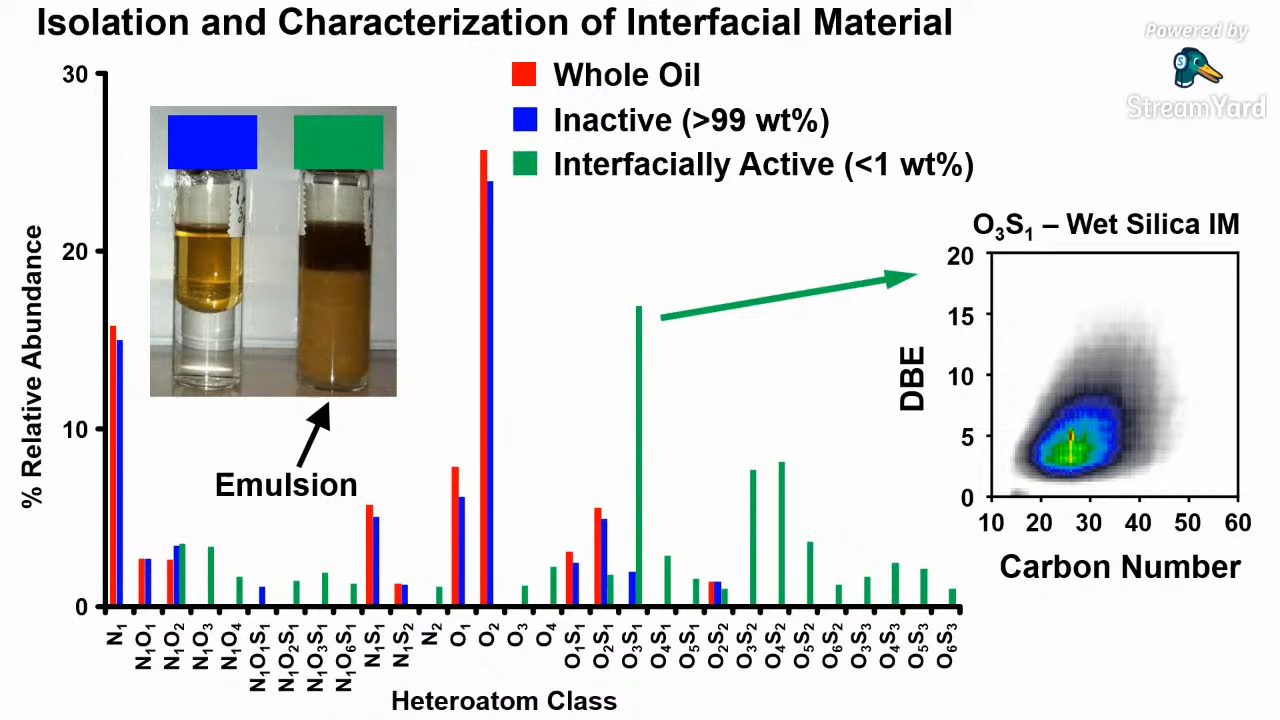 Isolation and Characterization of Interfacial Material
Powered by
StreamYard
Whole Oil
Inactive (>99 wt%)
Interfacially Active (<1 wt%)
% Relative Abundance
30
20
10
0
Emulsion
O₃S₁ – Wet Silica IM
DBE
20
15
10
5
0
10 20 30 40 50 60
Carbon Number
N₁ N₁O₁ N₁O₂ N₁O₃ N₁O₄ N₁O₁S₁ N₁O₂S₁ N₁O₃S₁ N₁O₆S₁ N₁S₁ N₁S₂ N₂ O₁ O₂ O₃ O₄ O₁S₁ O₂S₁ O₃S₁ O₄S₁ O₅S₁ O₂S₂ O₃S₂ O₄S₂ O₅S₂ O₆S₂ O₃S₃ O₄S₃ O₅S₃ O₆S₃
Heteroatom Class